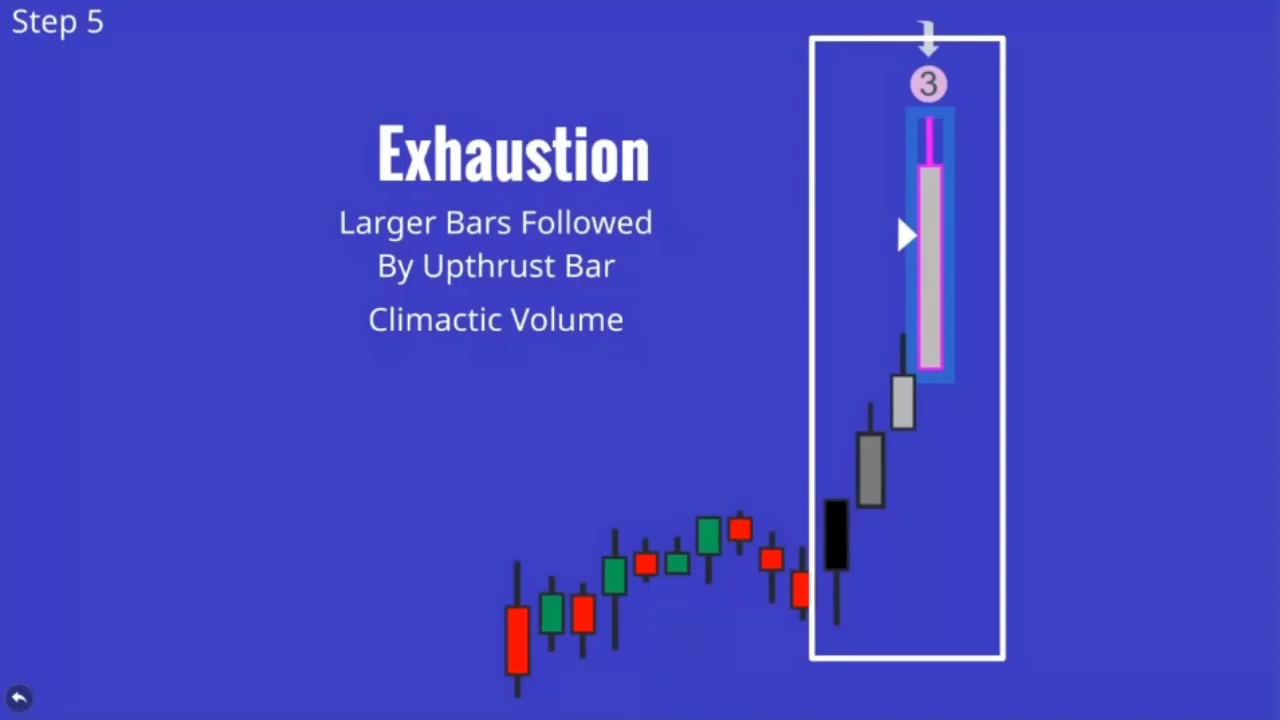 Step 5
3
Exhaustion
Larger Bars Followed
By Upthrust Bar
Climactic Volume